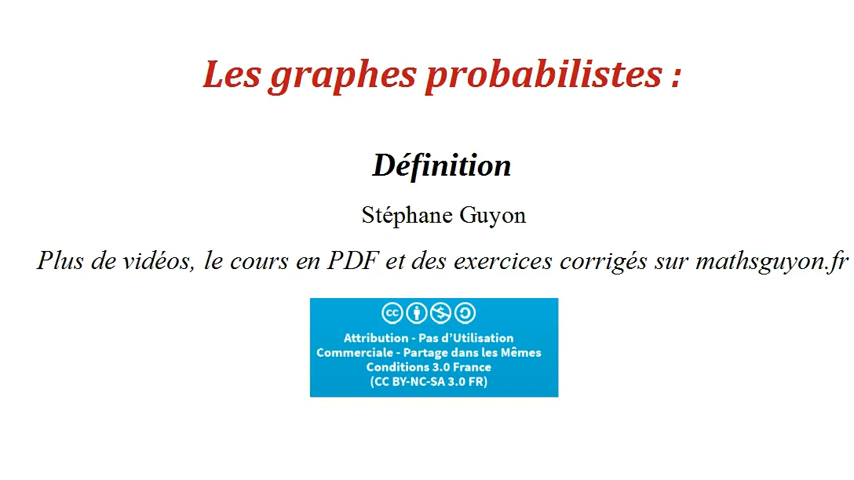 Les graphes probabilistes :
Définition
Stéphane Guyon
Plus de vidéos, le cours en PDF et des exercices corrigés sur mathsguyon.fr
cc
Attribution - Pas d'Utilisation
Commerciale - Partage dans les Mêmes
Conditions 3.0 France
(CC BY-NC-SA 3.0 FR)